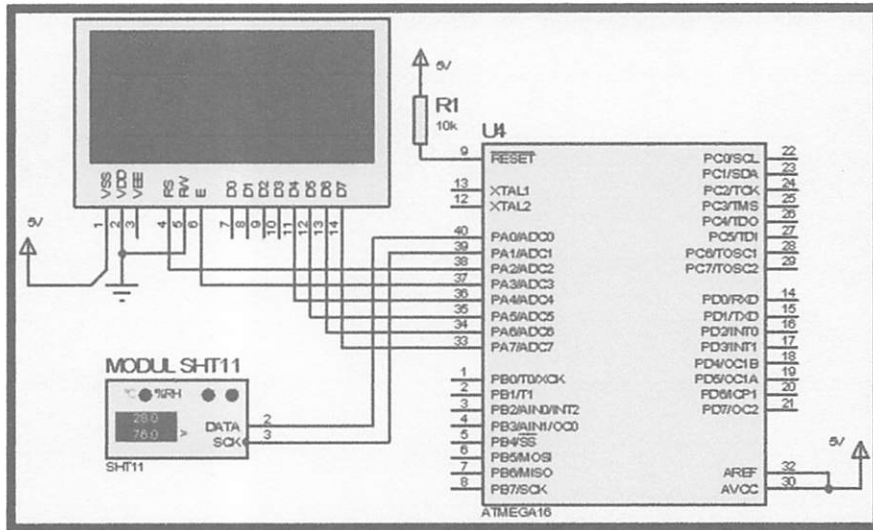 5V
R1
10k
VSS
VDD
VEE
RS
RW
E
D0
D1
D2
D3
D4
D5
D6
D7
1
2
3
4
5
6
7
8
9
10
11
12
13
14
5V
MODUL SHT11
°C %RH
28.0
76.0
>
DATA 2
SCK 3
SHT11
U4
9 RESET
13 XTAL1
12 XTAL2
40 PA0/ADC0
39 PA1/ADC1
38 PA2/ADC2
37 PA3/ADC3
36 PA4/ADC4
35 PA5/ADC5
34 PA6/ADC6
33 PA7/ADC7
1 PB0/T0/XCK
2 PB1/T1
3 PB2/AIN0/INT2
4 PB3/AIN1/OC0
5 PB4/SS
6 PB5/MOSI
7 PB6/MISO
8 PB7/SCK
PC0/SCL 22
PC1/SDA 23
PC2/TCK 24
PC3/TMS 25
PC4/TDO 26
PC5/TDI 27
PC6/TOSC1 28
PC7/TOSC2 29
PD0/RXD 14
PD1/TXD 15
PD2/INT0 16
PD3/INT1 17
PD4/OC1B 18
PD5/OC1A 19
PD6/ICP1 20
PD7/OC2 21
AREF 32
AVCC 30
5V
ATMEGA16